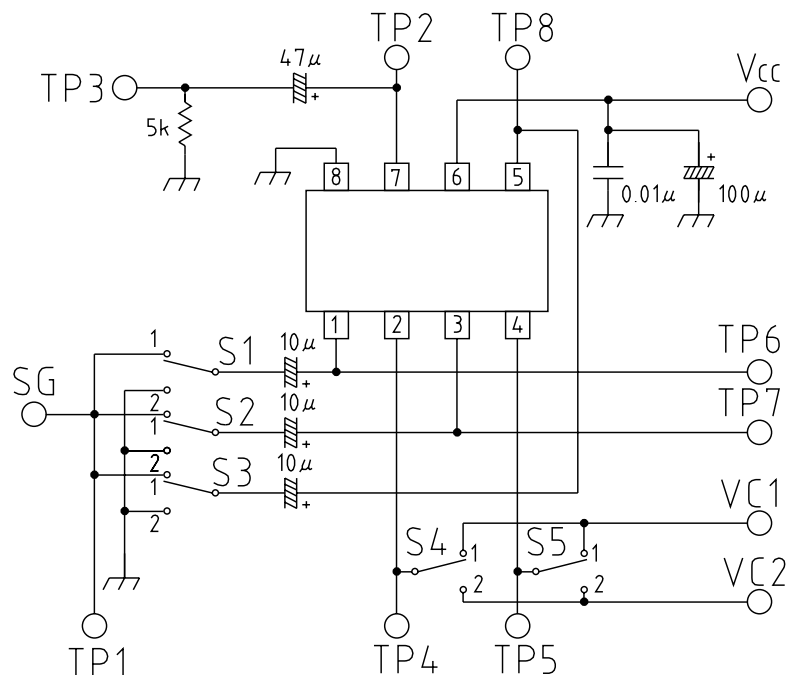 TP2
TP8
47μ
+
Vcc
TP3
5k
+
0.01μ
100μ
8
7
6
5
1
2
3
4
1
S1
10μ
+
TP6
SG
2
1
S2
10μ
+
TP7
2
1
S3
10μ
+
2
VC1
S4
1
S5
1
2
2
VC2
TP1
TP4
TP5